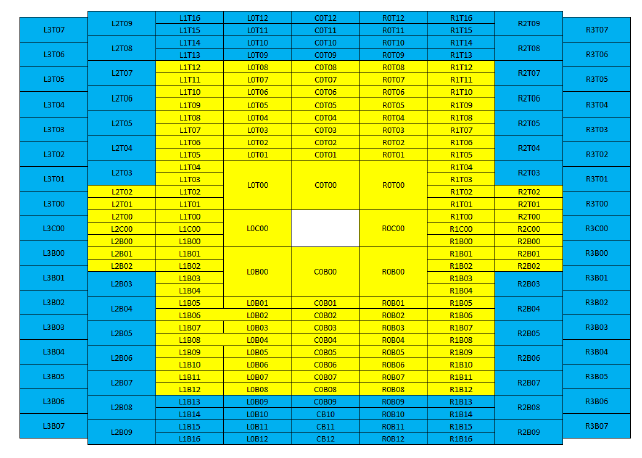 L2T09 L1T16 L0T12 C0T12 R0T12 R1T16 R2T09
L3T07 L1T15 L0T11 C0T11 R0T11 R1T15 R3T07
L2T08 L1T14 L0T10 C0T10 R0T10 R1T14 R2T08
L3T06 L1T13 L0T09 C0T09 R0T09 R1T13 R3T06
L2T07 L1T12 L0T08 C0T08 R0T08 R1T12 R2T07
L3T05 L1T11 L0T07 C0T07 R0T07 R1T11 R3T05
L2T06 L1T10 L0T06 C0T06 R0T06 R1T10 R2T06
L3T04 L1T09 L0T05 C0T05 R0T05 R1T09 R3T04
L2T05 L1T08 L0T04 C0T04 R0T04 R1T08 R2T05
L3T03 L1T07 L0T03 C0T03 R0T03 R1T07 R3T03
L2T04 L1T06 L0T02 C0T02 R0T02 R1T06 R2T04
L3T02 L1T05 L0T01 C0T01 R0T01 R1T05 R3T02
L2T03 L1T04 R1T04 R2T03
L3T01 L1T03 L0T00 C0T00 R0T00 R1T03 R3T01
L2T02 L1T02 R1T02 R2T02
L3T00 L2T01 L1T01 R1T01 R2T01 R3T00
L2T00 L1T00 R1T00 R2T00
L3C00 L2C00 L1C00 L0C00 R0C00 R1C00 R2C00 R3C00
L2B00 L1B00 R1B00 R2B00
L3B00 L2B01 L1B01 R1B01 R2B01 R3B00
L2B02 L1B02 L0B00 C0B00 R0B00 R1B02 R2B02
L3B01 L2B03 L1B03 R1B03 R2B03 R3B01
L1B04 R1B04
L3B02 L2B04 L1B05 L0B01 C0B01 R0B01 R1B05 R2B04 R3B02
L1B06 L0B02 C0B02 R0B02 R1B06
L3B03 L2B05 L1B07 L0B03 C0B03 R0B03 R1B07 R2B05 R3B03
L1B08 L0B04 C0B04 R0B04 R1B08
L3B04 L2B06 L1B09 L0B05 C0B05 R0B05 R1B09 R2B06 R3B04
L1B10 L0B06 C0B06 R0B06 R1B10
L3B05 L2B07 L1B11 L0B07 C0B07 R0B07 R1B11 R2B07 R3B05
L1B12 L0B08 C0B08 R0B08 R1B12
L3B06 L2B08 L1B13 L0B09 C0B09 R0B09 R1B13 R2B08 R3B06
L1B14 L0B10 CB10 R0B10 R1B14
L3B07 L2B09 L1B15 L0B11 CB11 R0B11 R1B15 R2B09 R3B07
L1B16 L0B12 CB12 R0B12 R1B16